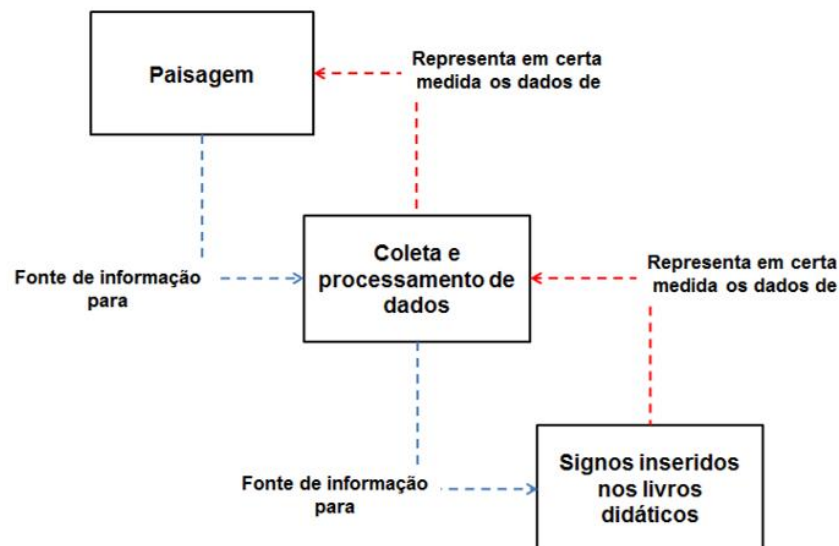 Paisagem
Representa em certa
medida os dados de
Fonte de informação
para
Coleta e
processamento de
dados
Representa em certa
medida os dados de
Fonte de informação
para
Signos inseridos
nos livros
didáticos